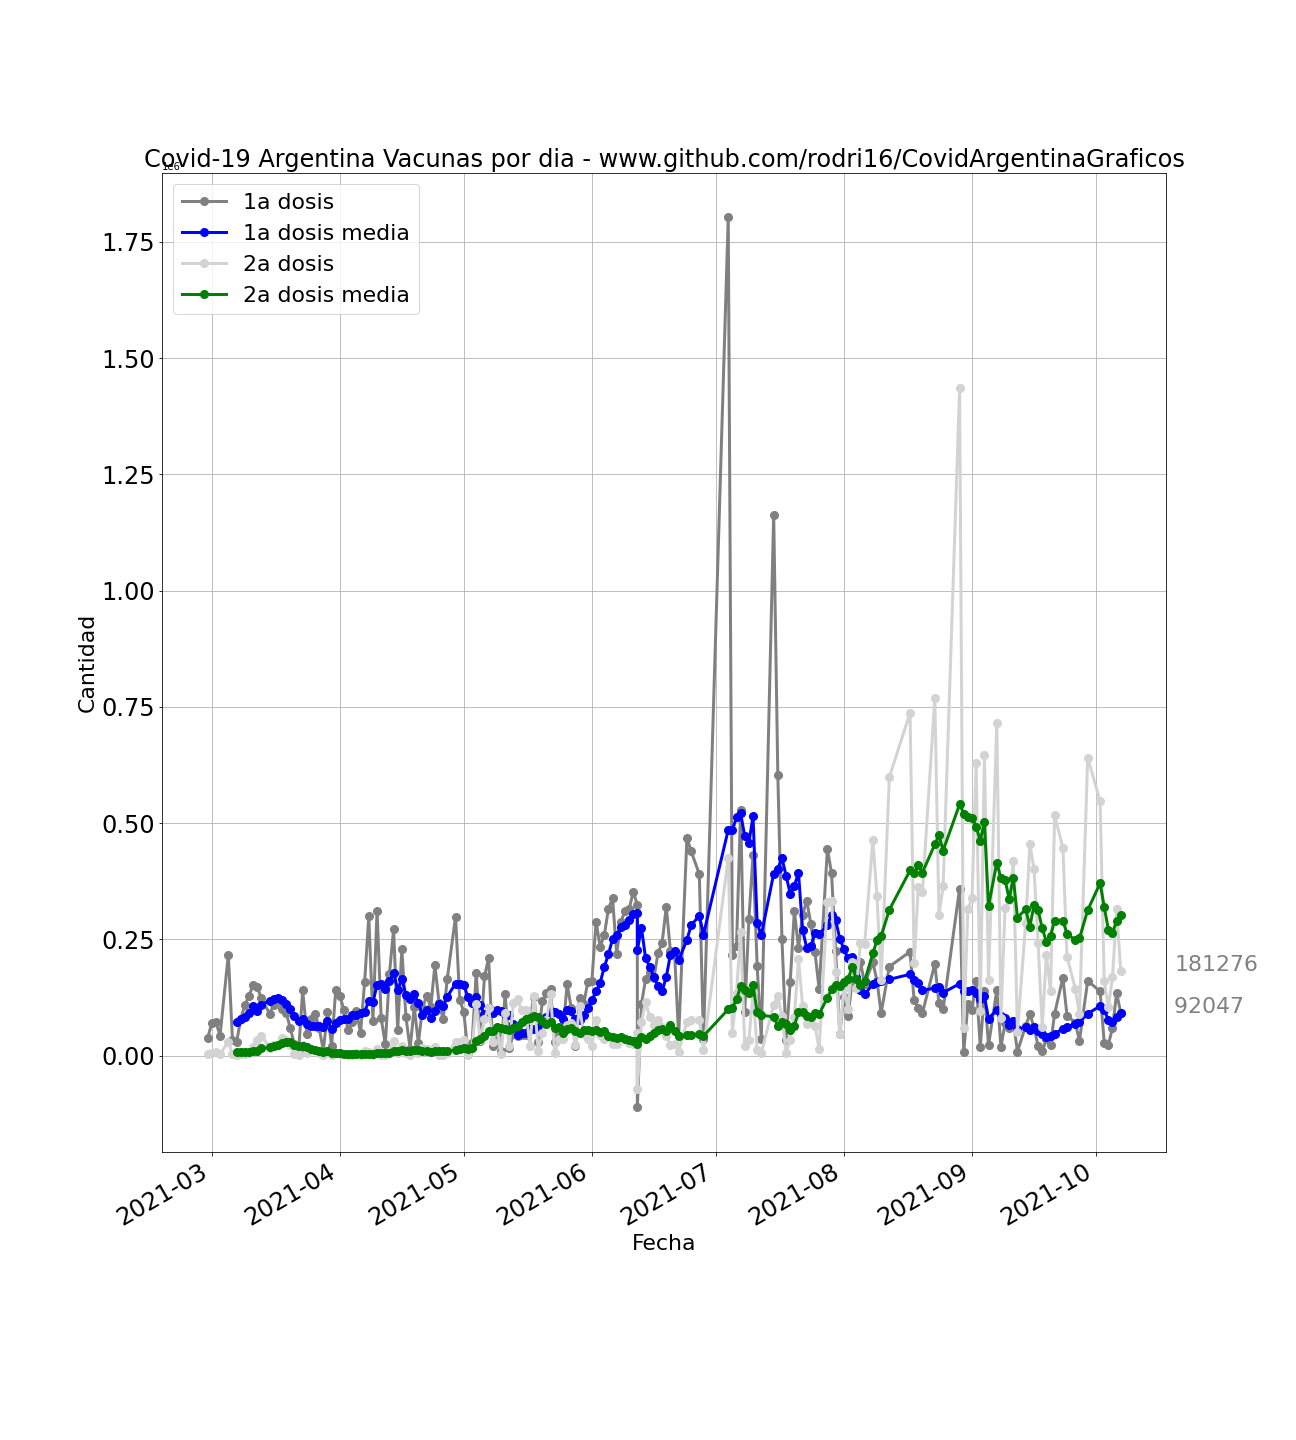 Covid-19 Argentina Vacunas por dia - www.github.com/rodri16/CovidArgentinaGraficos
1e6
1a dosis
1a dosis media
2a dosis
2a dosis media
1.75
1.50
1.25
1.00
0.75
0.50
0.25
0.00
Cantidad
181276
92047
2021-03
2021-04
2021-05
2021-06
2021-07
2021-08
2021-09
2021-10
Fecha